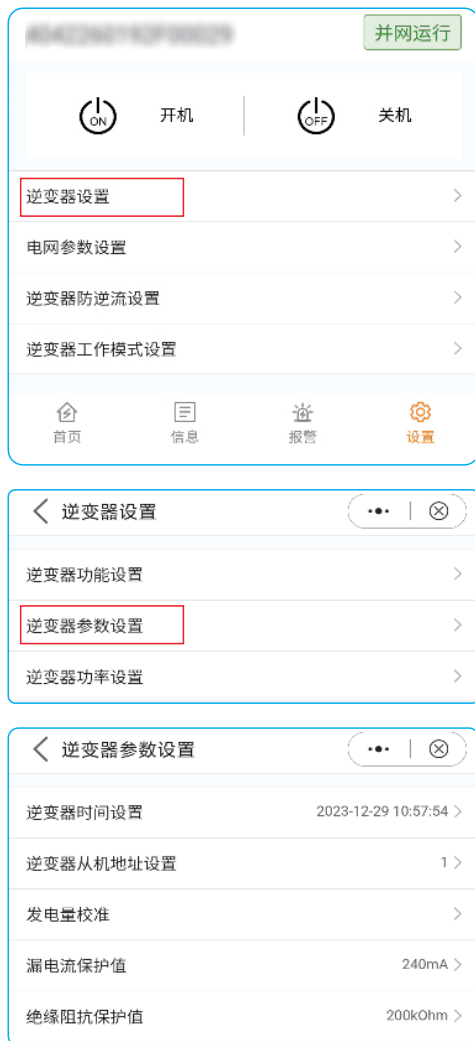 并网运行
ON 开机
OFF 关机
逆变器设置
电网参数设置
逆变器防逆流设置
逆变器工作模式设置
首页 信息 报警 设置
逆变器设置
逆变器功能设置
逆变器参数设置
逆变器功率设置
逆变器参数设置
逆变器时间设置 2023-12-29 10:57:54
逆变器从机地址设置 1
发电量校准
漏电流保护值 240mA
绝缘阻抗保护值 200kOhm